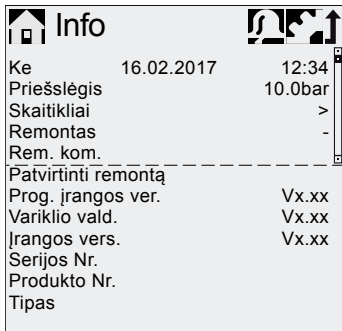 Info
Ke 16.02.2017 12:34
Priešslėgis 10.0bar
Skaitikliai >
Remontas -
Rem. kom.
Patvirtinti remontą
Prog. įrangos ver. Vx.xx
Variklio vald. Vx.xx
Įrangos vers. Vx.xx
Serijos Nr.
Produkto Nr.
Tipas